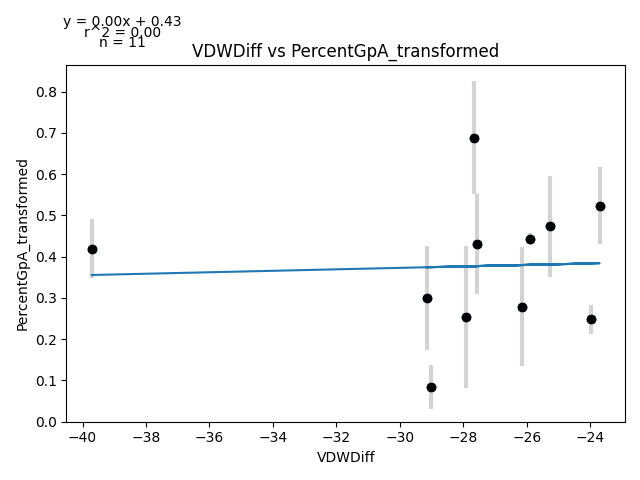 y = 0.00x + 0.43
r^2 = 0.00
n = 11
VDWDiff vs PercentGpA_transformed
0.8
0.7
0.6
0.5
0.4
0.3
0.2
0.1
0.0
PercentGpA_transformed
−40 −38 −36 −34 −32 −30 −28 −26 −24
VDWDiff